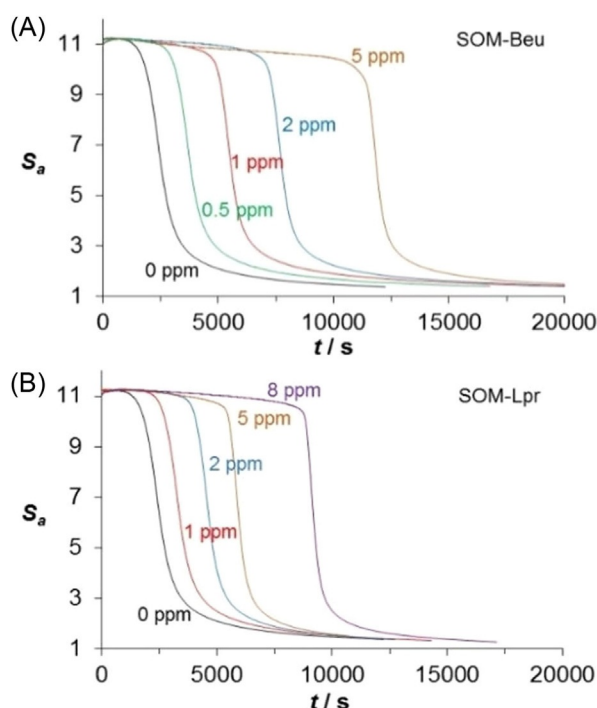 (A)
SOM-Beu
11
9
7
5
3
1
Sa
5 ppm
2 ppm
1 ppm
0.5 ppm
0 ppm
0 5000 10000 15000 20000
t / s
(B)
SOM-Lpr
11
9
7
5
3
1
Sa
8 ppm
5 ppm
2 ppm
1 ppm
0 ppm
0 5000 10000 15000 20000
t / s